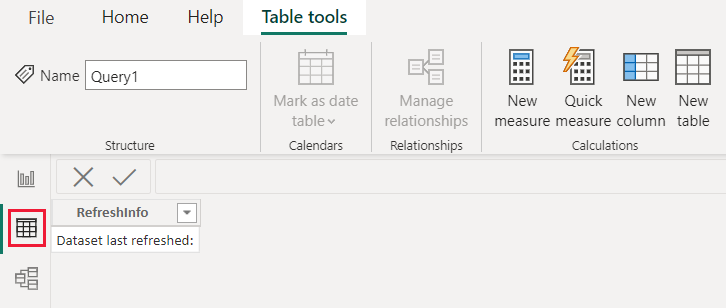 File Home Help Table tools
Name Query1
Mark as date table
Manage relationships
New measure
Quick measure
New column
New table
Structure Calendars Relationships Calculations
RefreshInfo
Dataset last refreshed: